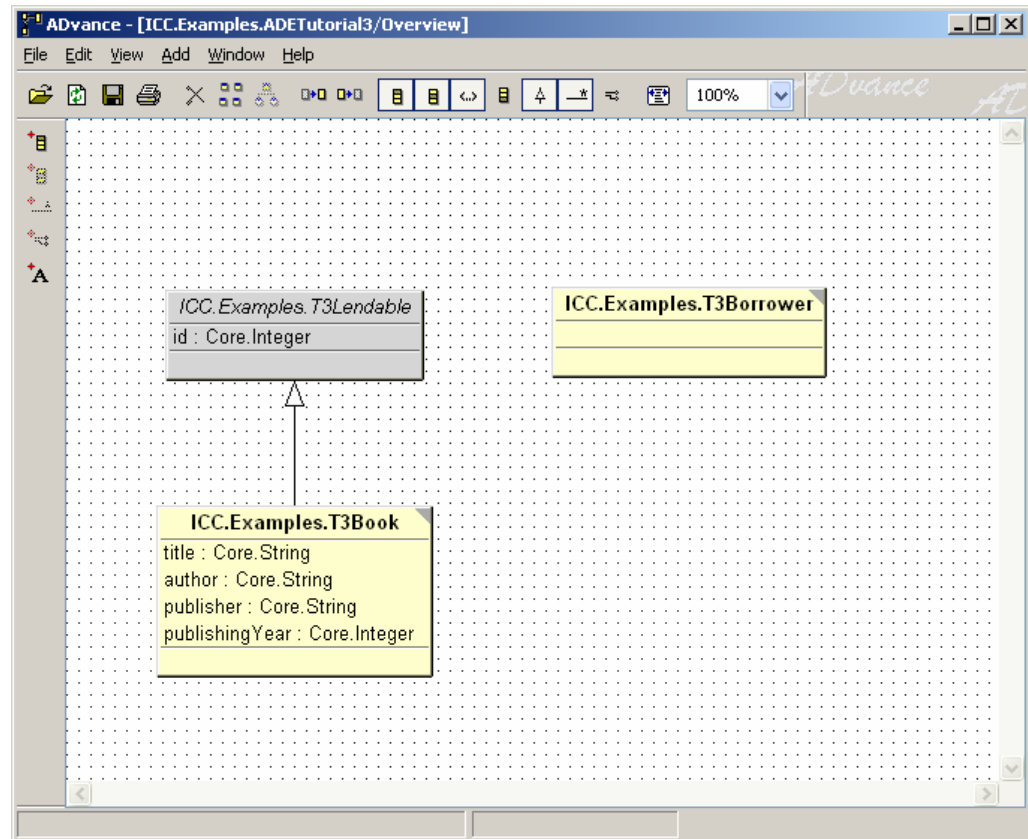 ADvance - [ICC.Examples.ADETutorial3/Overview]
File Edit View Add Window Help
100%
ADvance
A
ICC.Examples.T3Lendable
id : Core.Integer
ICC.Examples.T3Borrower
ICC.Examples.T3Book
title : Core.String
author : Core.String
publisher : Core.String
publishingYear : Core.Integer